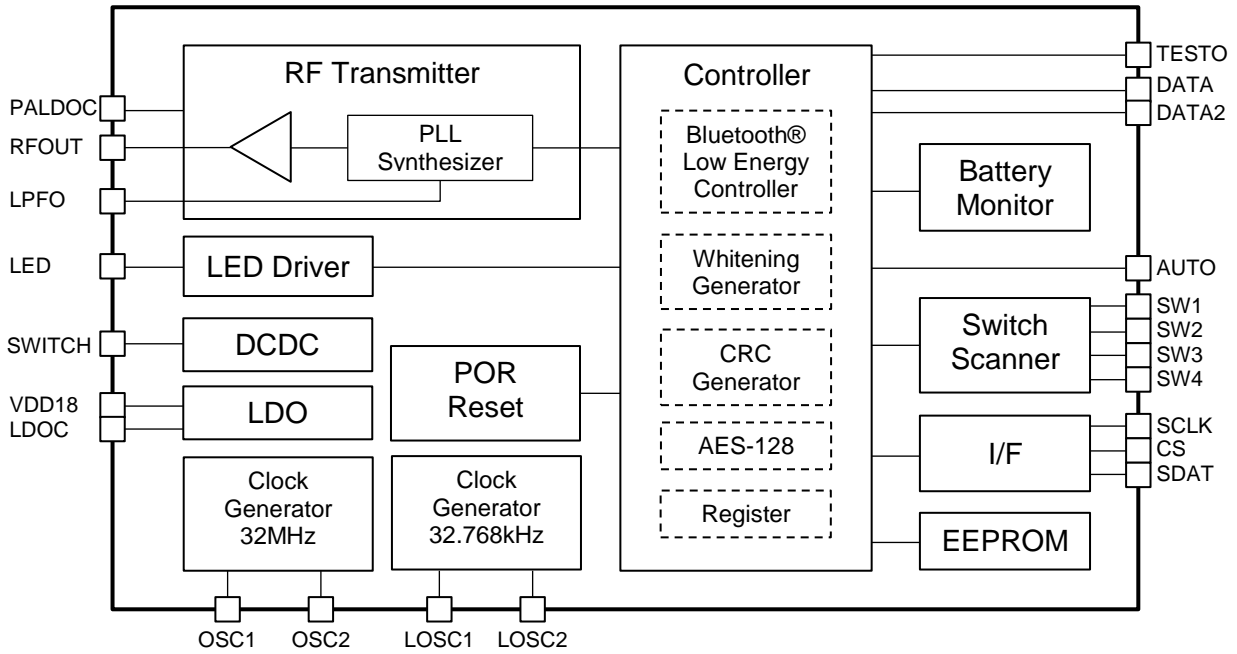 RF Transmitter
PLL
Synthesizer
Controller
Bluetooth®
Low Energy
Controller
Whitening
Generator
CRC
Generator
AES-128
Register
PALDOC
RFOUT
LPFO
LED
SWITCH
VDD18
LDOC
LED Driver
DCDC
LDO
POR
Reset
Clock
Generator
32MHz
Clock
Generator
32.768kHz
OSC1
OSC2
LOSC1
LOSC2
Battery
Monitor
Switch
Scanner
I/F
EEPROM
TESTO
DATA
DATA2
AUTO
SW1
SW2
SW3
SW4
SCLK
CS
SDAT